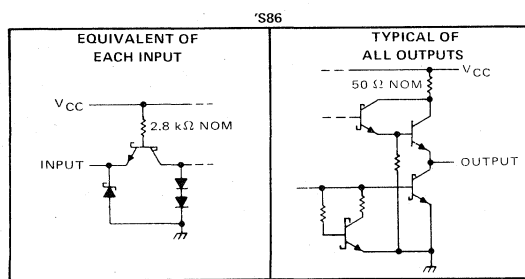 'S86
EQUIVALENT OF
EACH INPUT
VCC
2.8 kΩ NOM
INPUT
TYPICAL OF
ALL OUTPUTS
VCC
50 Ω NOM
OUTPUT